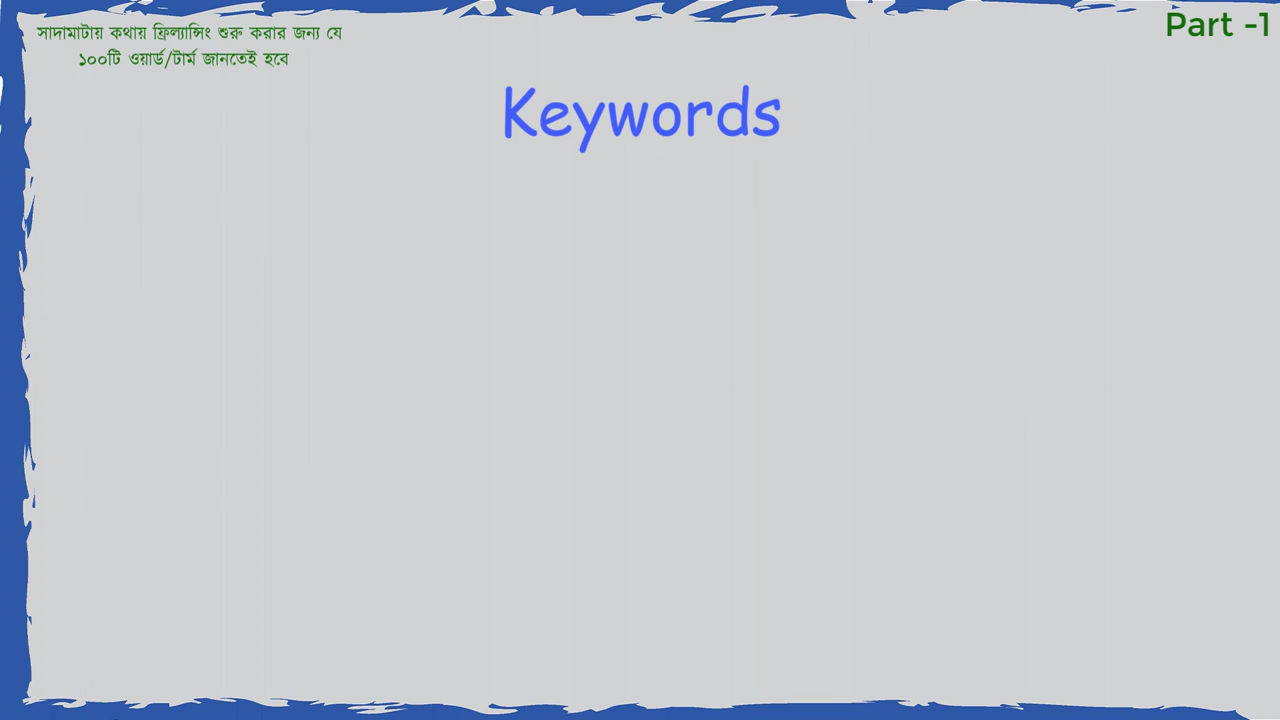 সাদামাটায় কথায় ফ্রিল্যান্সিং শুরু করার জন্য যে
১০০টি ওয়ার্ড/টার্ম জানতেই হবে
Part -1
Keywords